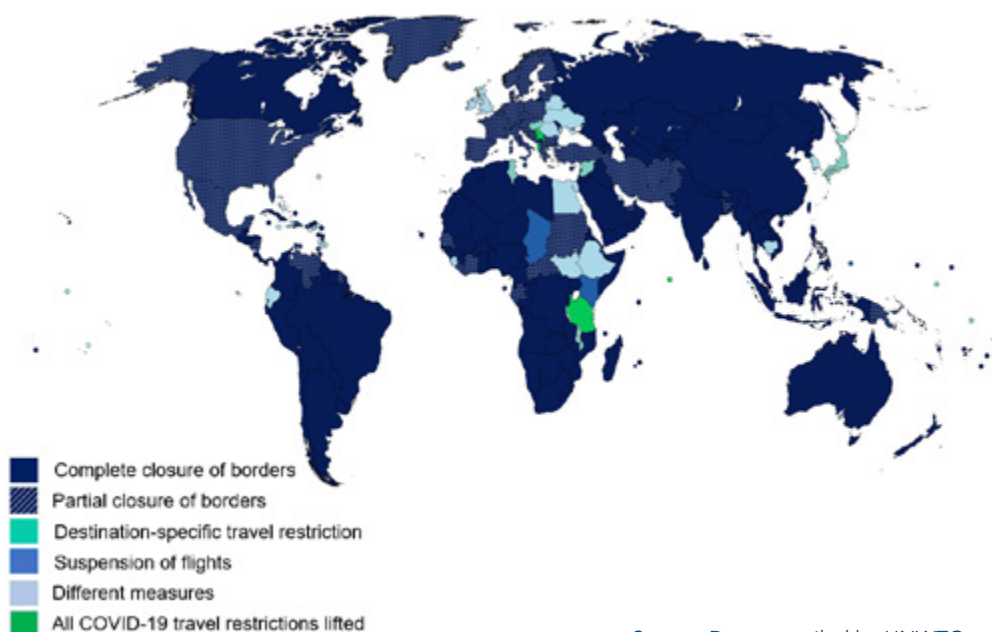 Complete closure of borders
Partial closure of borders
Destination-specific travel restriction
Suspension of flights
Different measures
All COVID-19 travel restrictions lifted